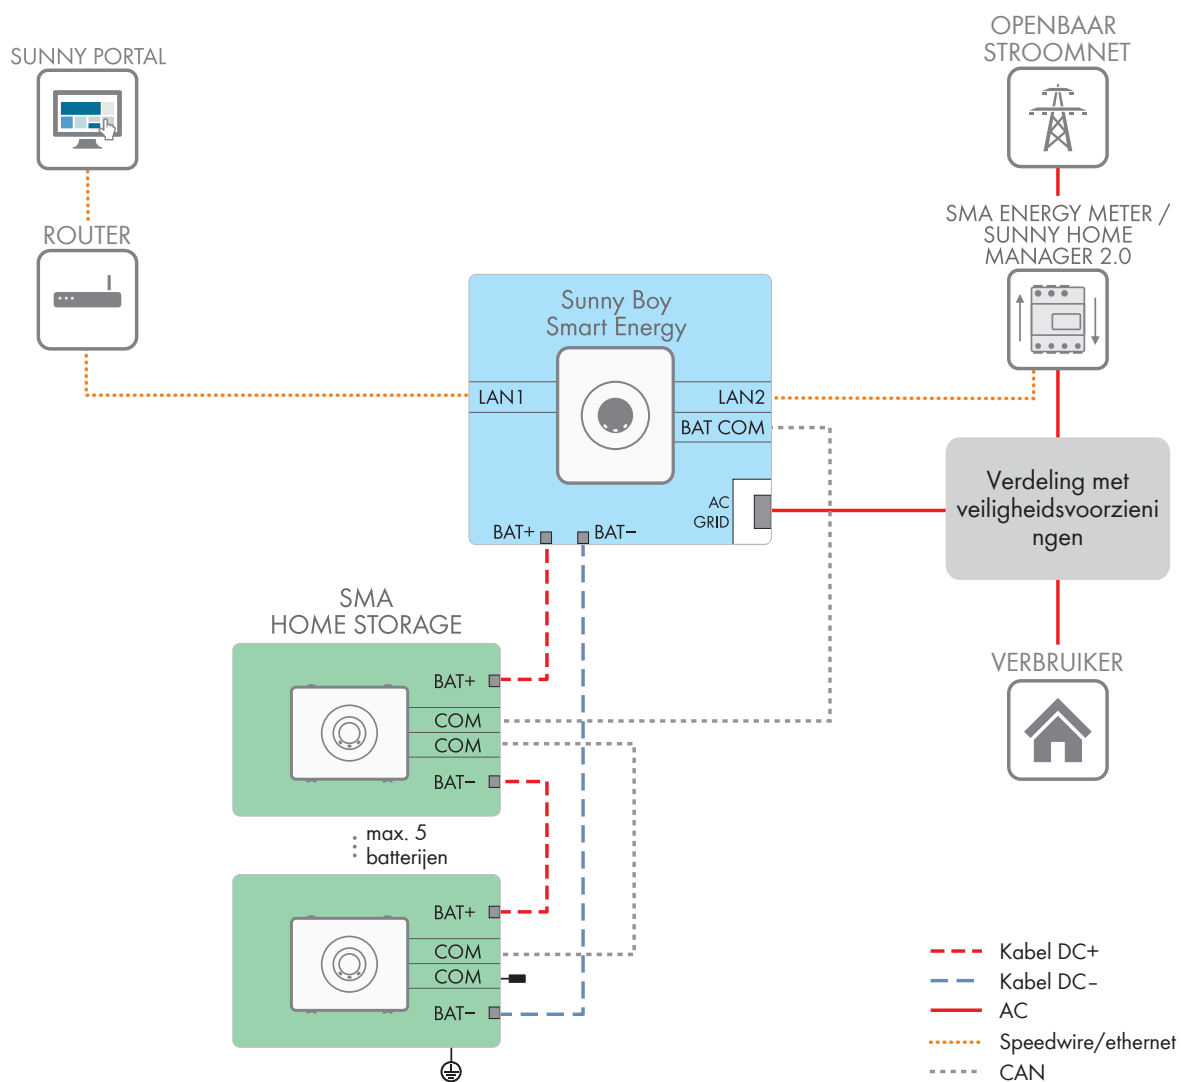 SUNNY PORTAL
ROUTER
OPENBAAR
STROOMNET
SMA ENERGY METER /
SUNNY HOME
MANAGER 2.0
Sunny Boy
Smart Energy
LAN1
LAN2
BAT COM
AC
GRID
BAT+
BAT–
Verdeling met
veiligheidsvoorzieni
ngen
VERBRUIKER
SMA
HOME STORAGE
BAT+
COM
COM
BAT–
max. 5
batterijen
BAT+
COM
COM
BAT–
Kabel DC+
Kabel DC–
AC
Speedwire/ethernet
CAN